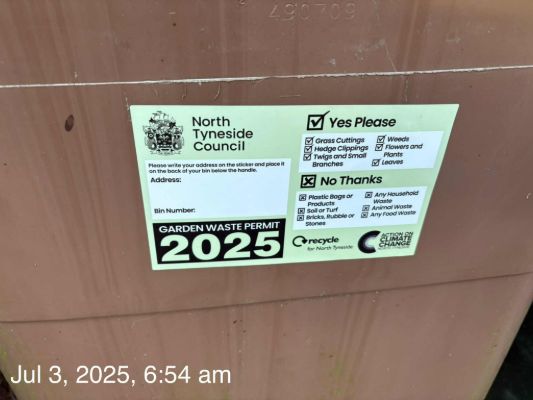 490709
North
Tyneside
Council
Please write your address on the sticker and place it
on the back of your bin below the handle.
Address:
Bin Number:
GARDEN WASTE PERMIT
2025
Yes Please
Grass Cuttings
Hedge Clippings
Twigs and Small
Branches
Weeds
Flowers and
Plants
Leaves
No Thanks
Plastic Bags or
Products
Soil or Turf
Bricks, Rubble or
Stones
Any Household
Waste
Animal Waste
Any Food Waste
recycle
for North Tyneside
ACTION ON
CLIMATE
CHANGE
Jul 3, 2025, 6:54 am